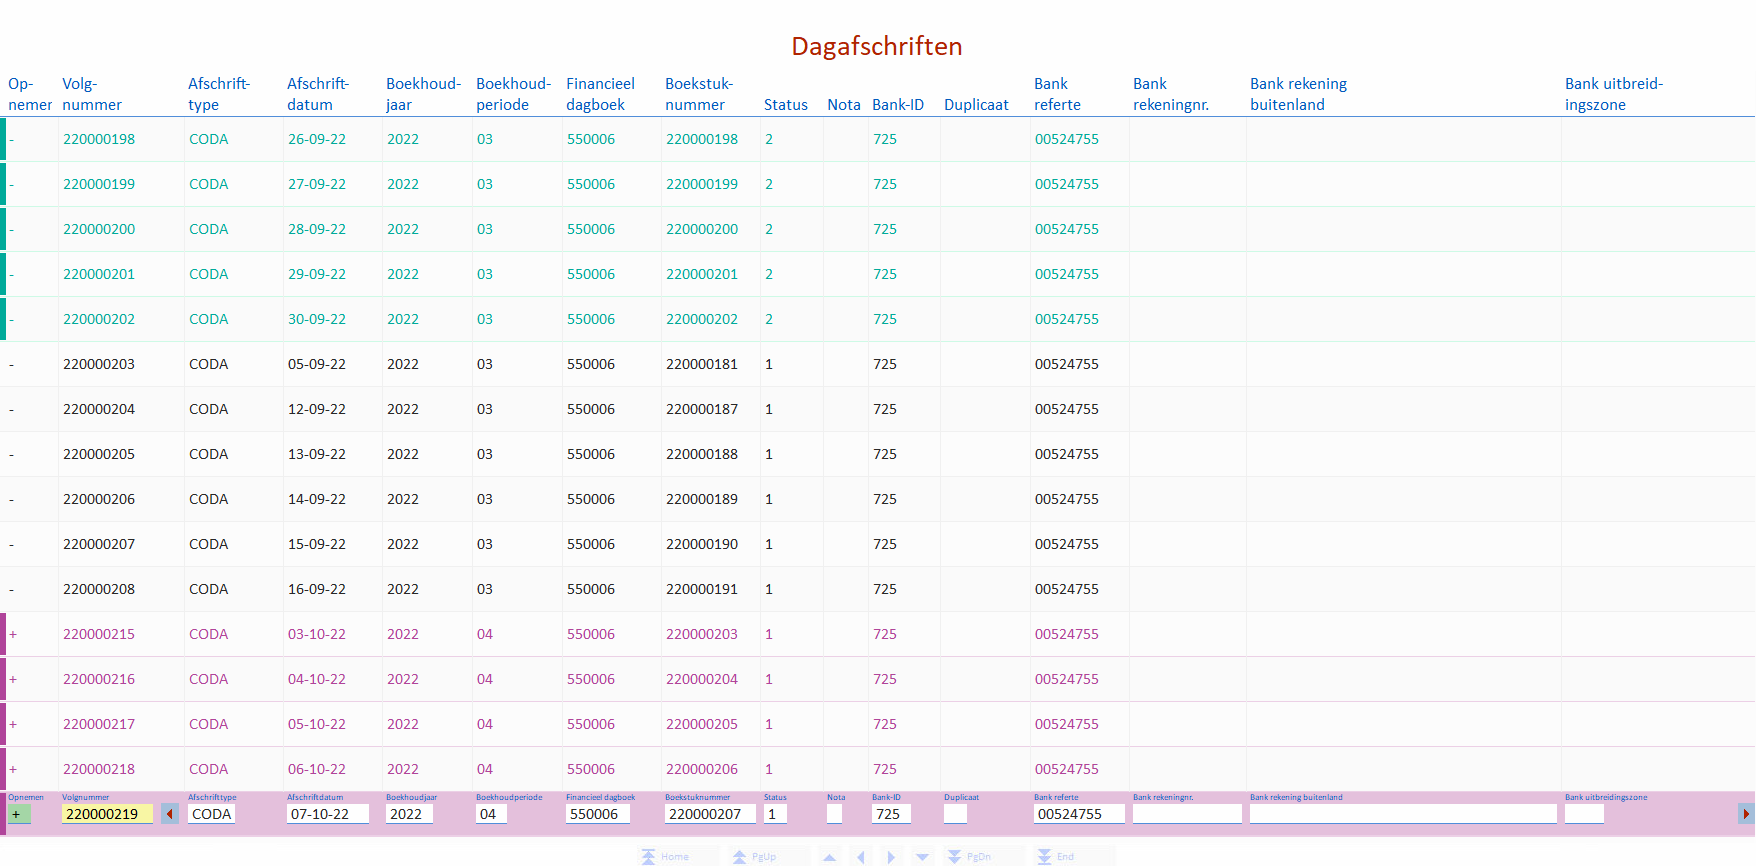 Dagafschriften
Op- Volg- Afschrift- Afschrift- Boekhoud- Boekhoud- Financieel Boekstuk- Bank Bank Bank rekening Bank uitbreid-
nemer nummer type datum jaar periode dagboek nummer Status Nota Bank-ID Duplicaat referte rekeningnr. buitenland ingszone
- 220000198 CODA 26-09-22 2022 03 550006 220000198 2 725 00524755
- 220000199 CODA 27-09-22 2022 03 550006 220000199 2 725 00524755
- 220000200 CODA 28-09-22 2022 03 550006 220000200 2 725 00524755
- 220000201 CODA 29-09-22 2022 03 550006 220000201 2 725 00524755
- 220000202 CODA 30-09-22 2022 03 550006 220000202 2 725 00524755
- 220000203 CODA 05-09-22 2022 03 550006 220000181 1 725 00524755
- 220000204 CODA 12-09-22 2022 03 550006 220000187 1 725 00524755
- 220000205 CODA 13-09-22 2022 03 550006 220000188 1 725 00524755
- 220000206 CODA 14-09-22 2022 03 550006 220000189 1 725 00524755
- 220000207 CODA 15-09-22 2022 03 550006 220000190 1 725 00524755
- 220000208 CODA 16-09-22 2022 03 550006 220000191 1 725 00524755
+ 220000215 CODA 03-10-22 2022 04 550006 220000203 1 725 00524755
+ 220000216 CODA 04-10-22 2022 04 550006 220000204 1 725 00524755
+ 220000217 CODA 05-10-22 2022 04 550006 220000205 1 725 00524755
+ 220000218 CODA 06-10-22 2022 04 550006 220000206 1 725 00524755
Opnemen Volgnummer Afschrifttype Afschriftdatum Boekhoudjaar Boekhoudperiode Financieel dagboek Boekstuknummer Status Nota Bank-ID Duplicaat Bank referte Bank rekeningnr. Bank rekening buitenland Bank uitbreidingszone
+ 220000219 CODA 07-10-22 2022 04 550006 220000207 1 725 00524755
Home PgUp PgDn End